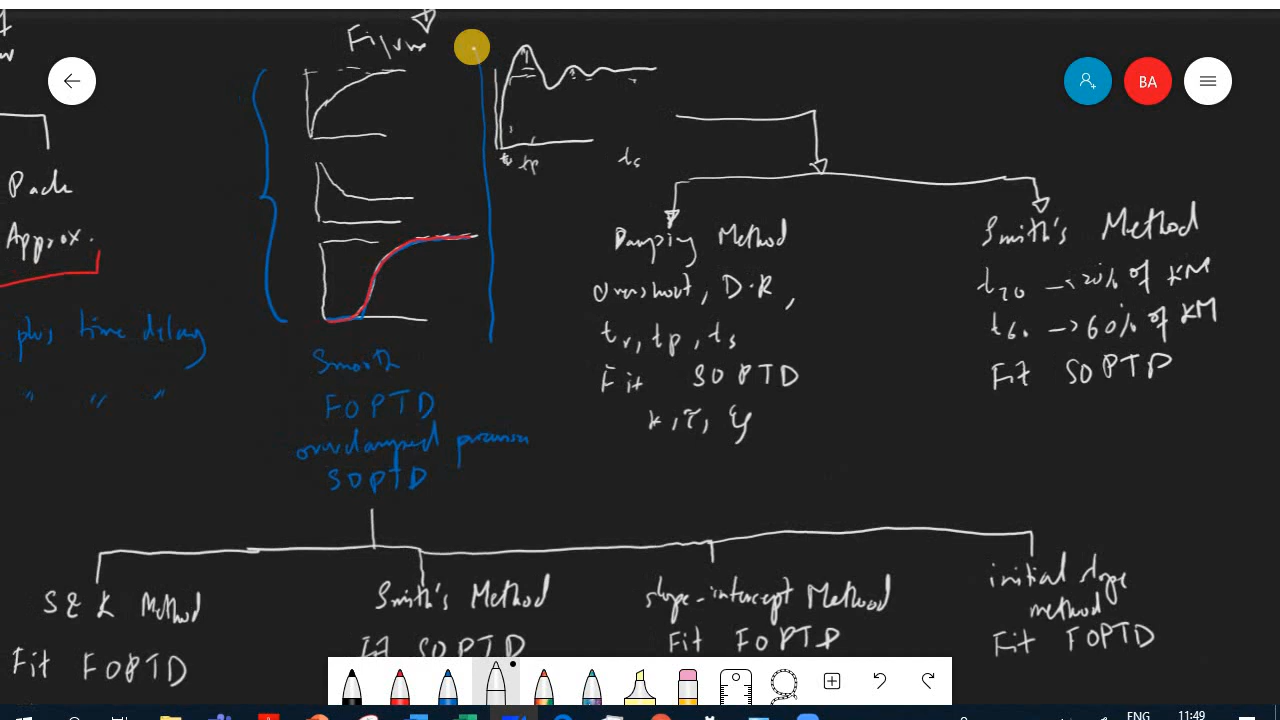 Figure
BA
tr tp ts
Pade
Approx.
plus time delay
" " "
Smooth
FOPTD
overdamped
SOPTD
Damping Method
overshoot, D.R,
tr, tp, ts
Fit SOPTD
K, τ, ξ
Smith's Method
t20 → 20% of KM
t60 → 60% of KM
Fit SOPTD
S & K Method
Fit FOPTD
Smith's Method
Fit SOPTD
slope-intercept Method
Fit FOPTD
initial slope
method
Fit FOPTD
ENG 11:49